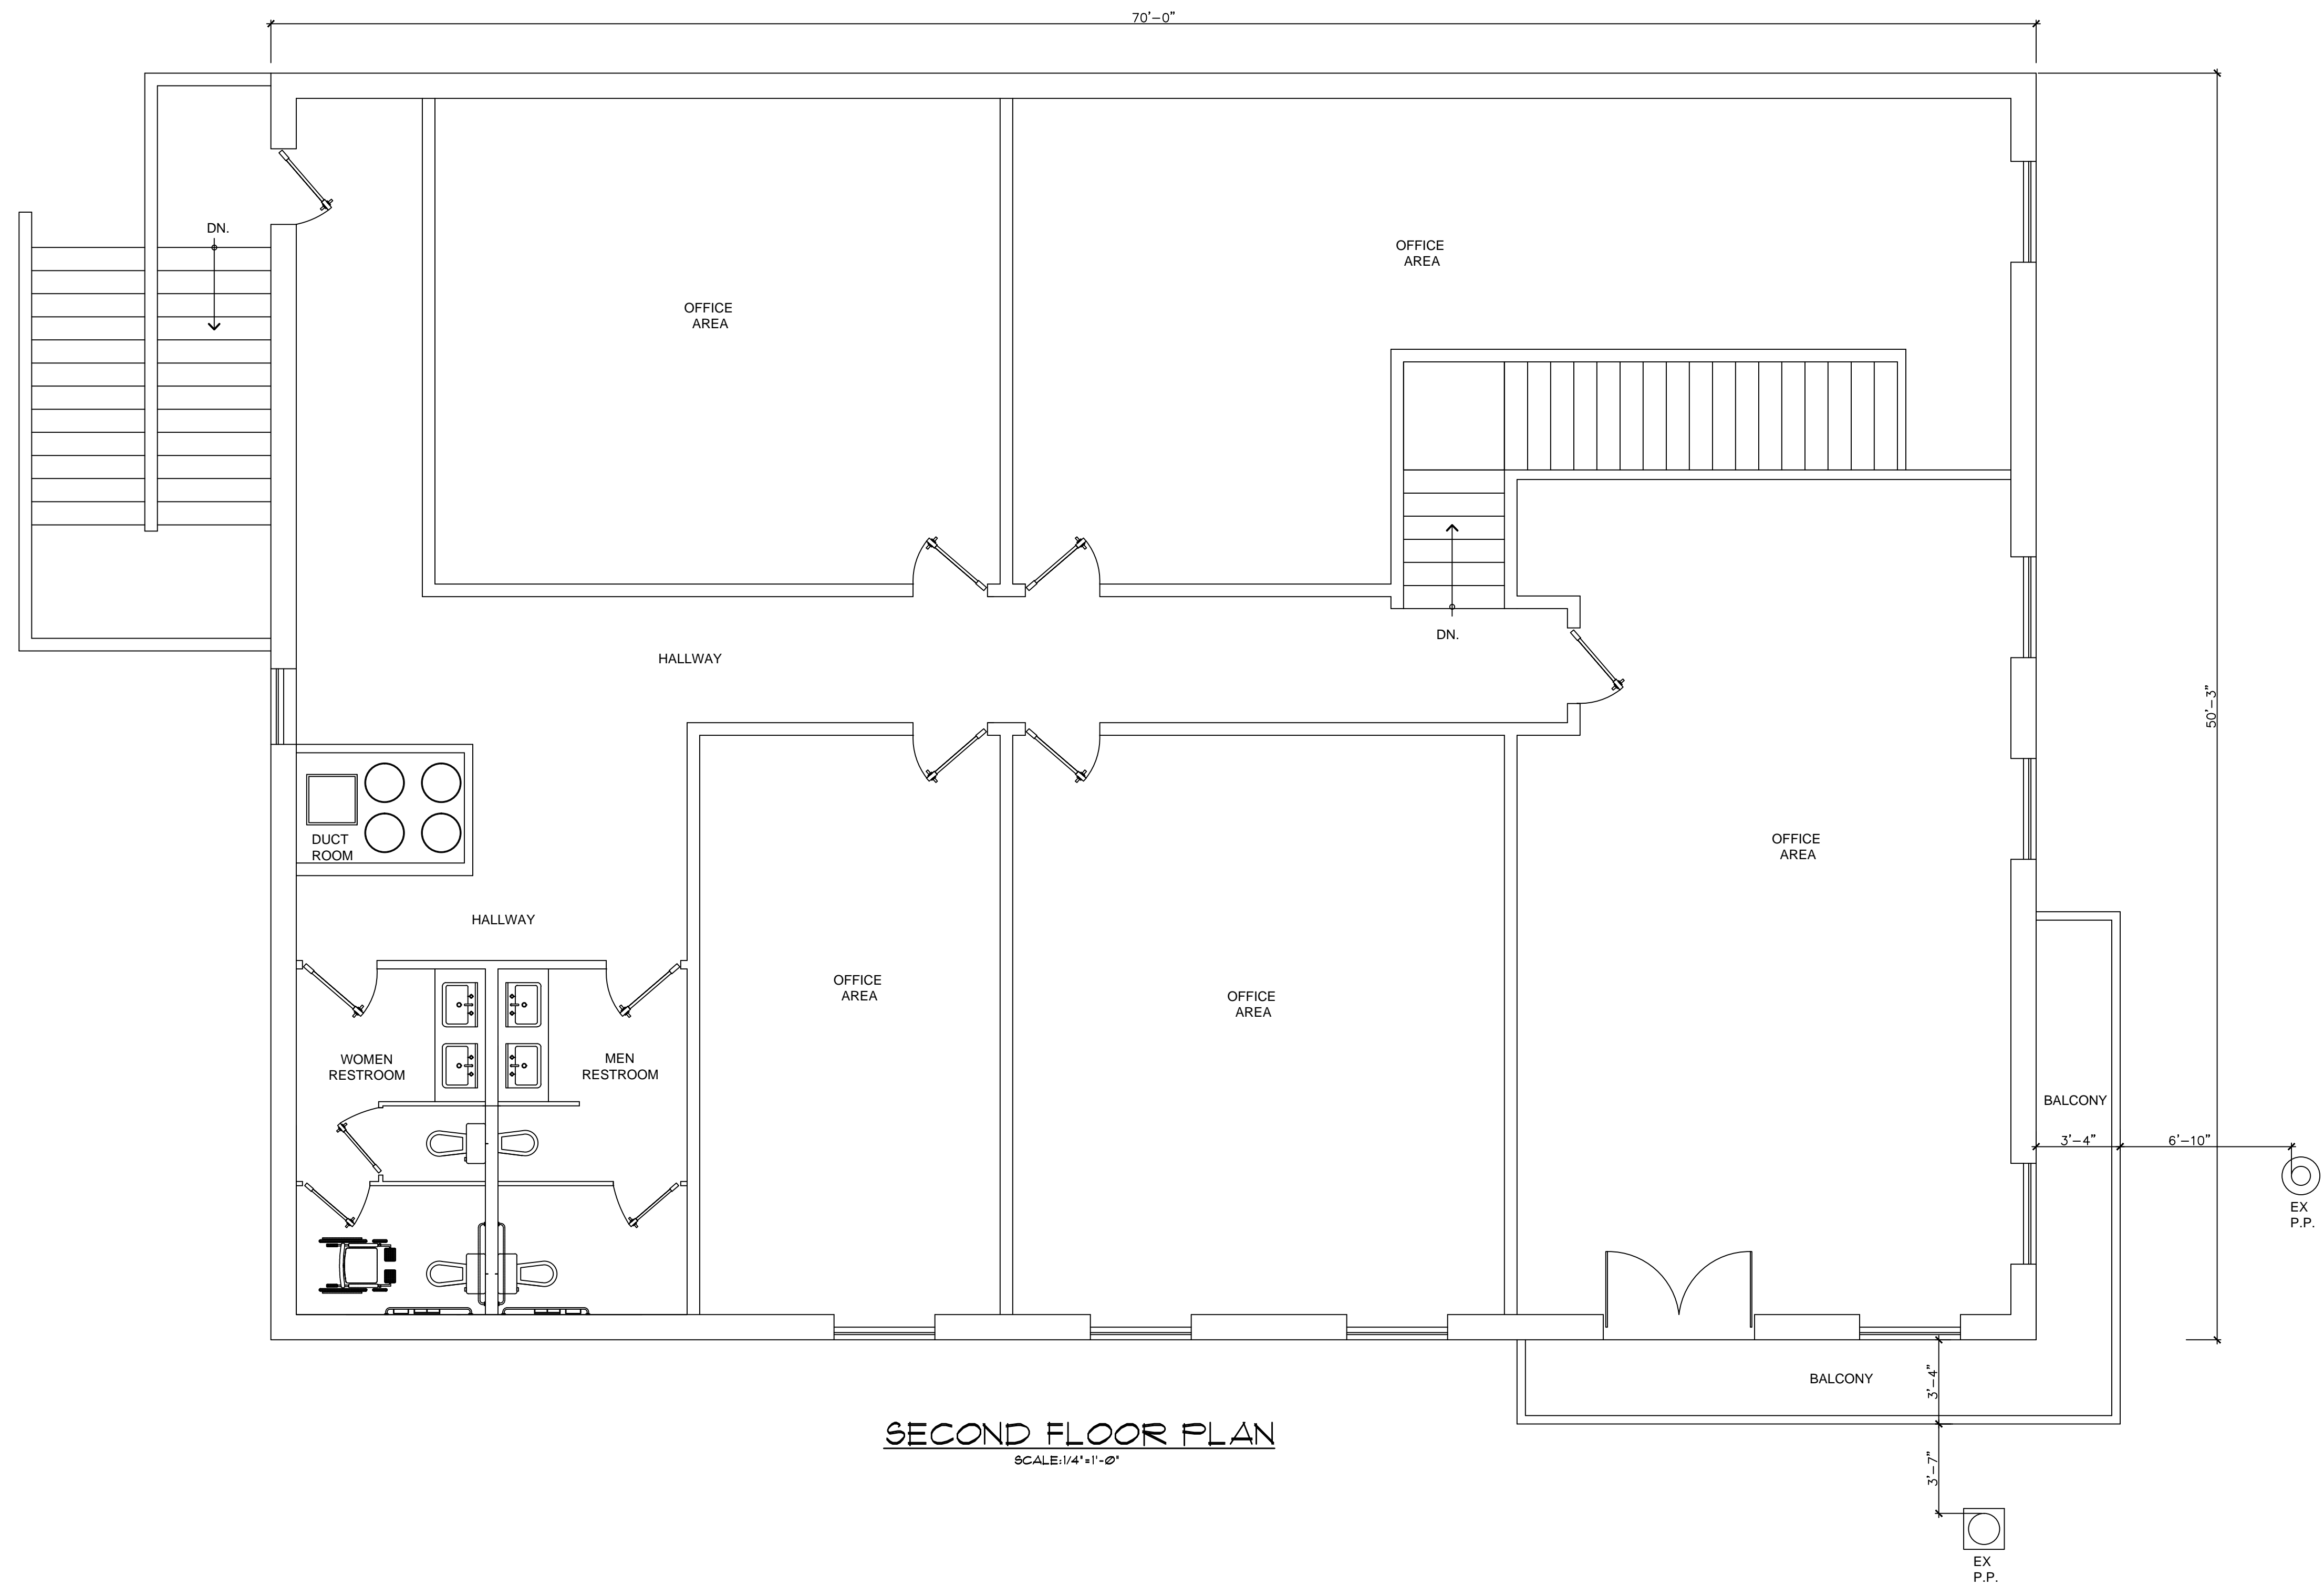 70'-0"
DN.
OFFICE
AREA
OFFICE
AREA
DN.
HALLWAY
50'-3"
DUCT
ROOM
OFFICE
AREA
HALLWAY
OFFICE
AREA
OFFICE
AREA
WOMEN
RESTROOM
MEN
RESTROOM
BALCONY
3'-4"
6'-10"
EX
P.P.
BALCONY
3'-4"
SECOND FLOOR PLAN
SCALE:1/4"=1'-0"
3'-7"
EX
P.P.